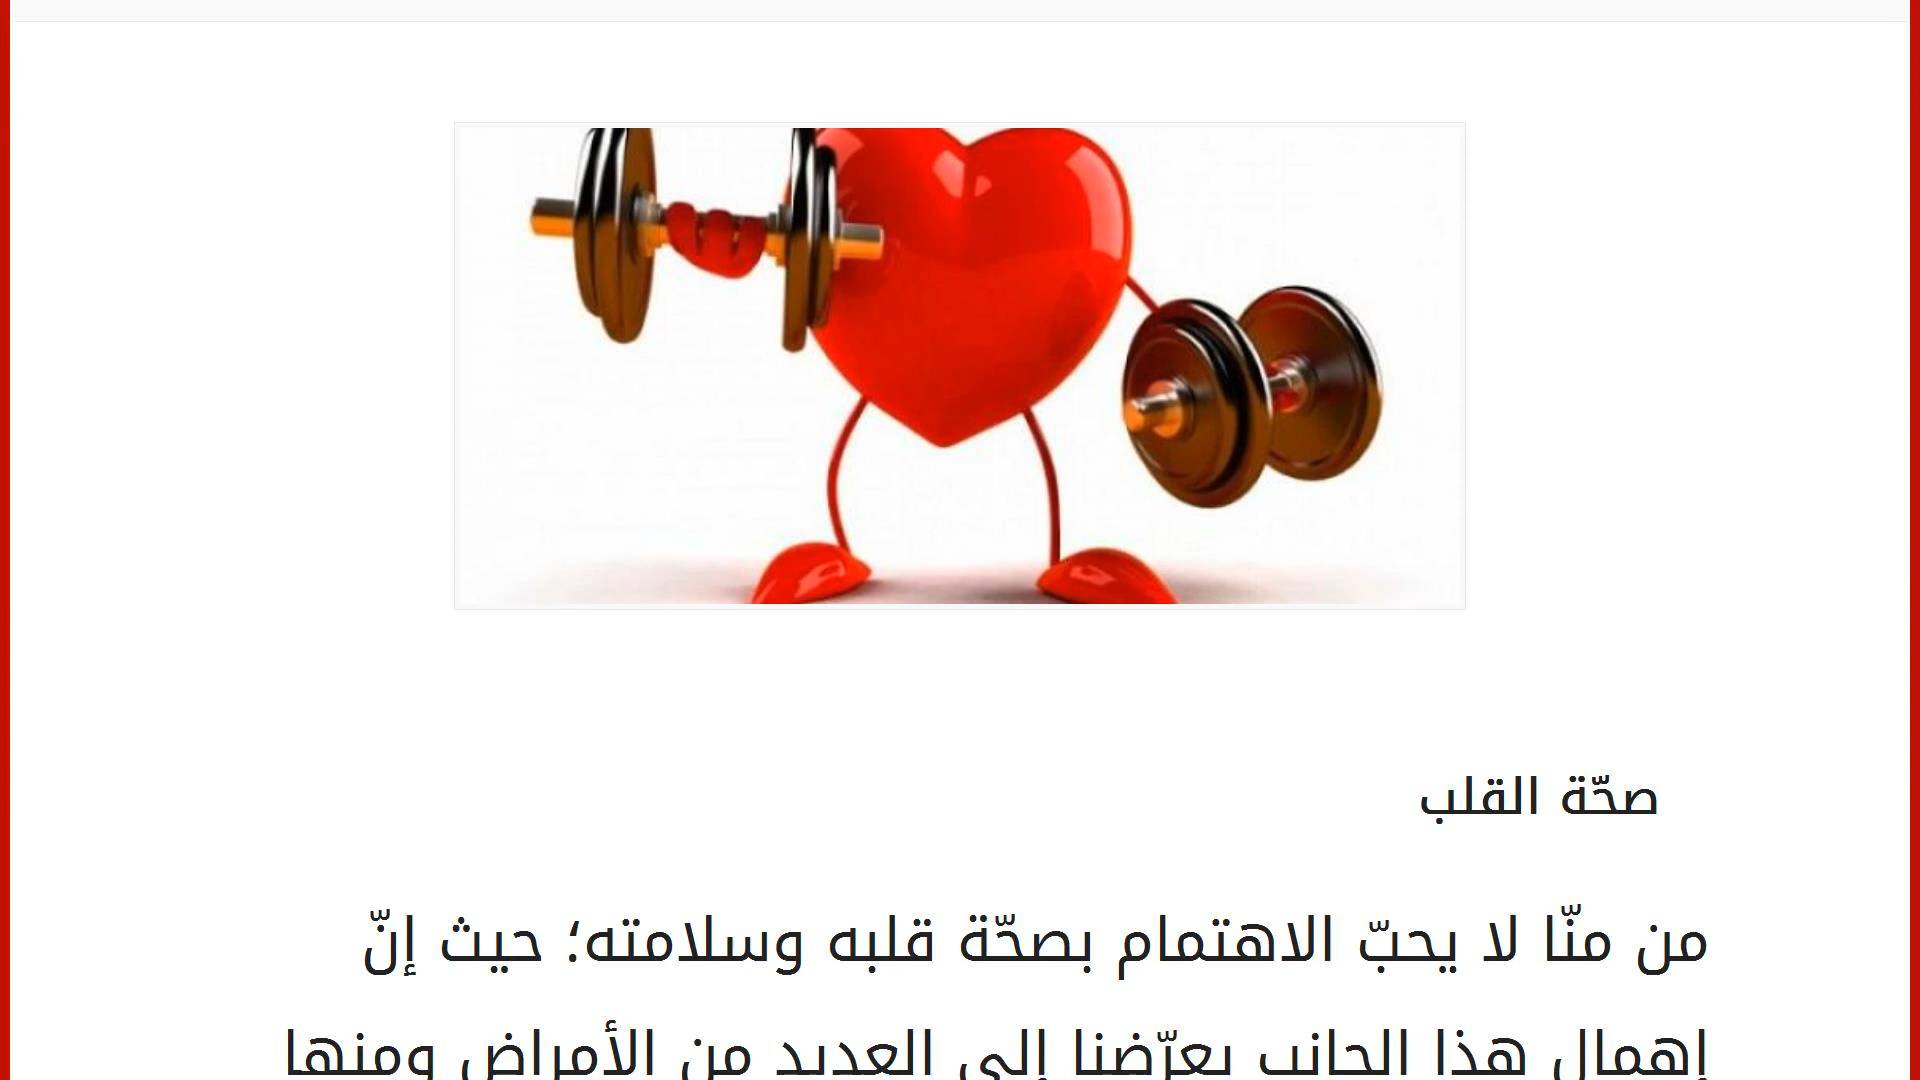 صحّة القلب
من منّا لا يحبّ الاهتمام بصحّة قلبه وسلامته؛ حيث إنّ
إهمال هذا الجانب يعرّضنا إلى العديد من الأمراض ومنها